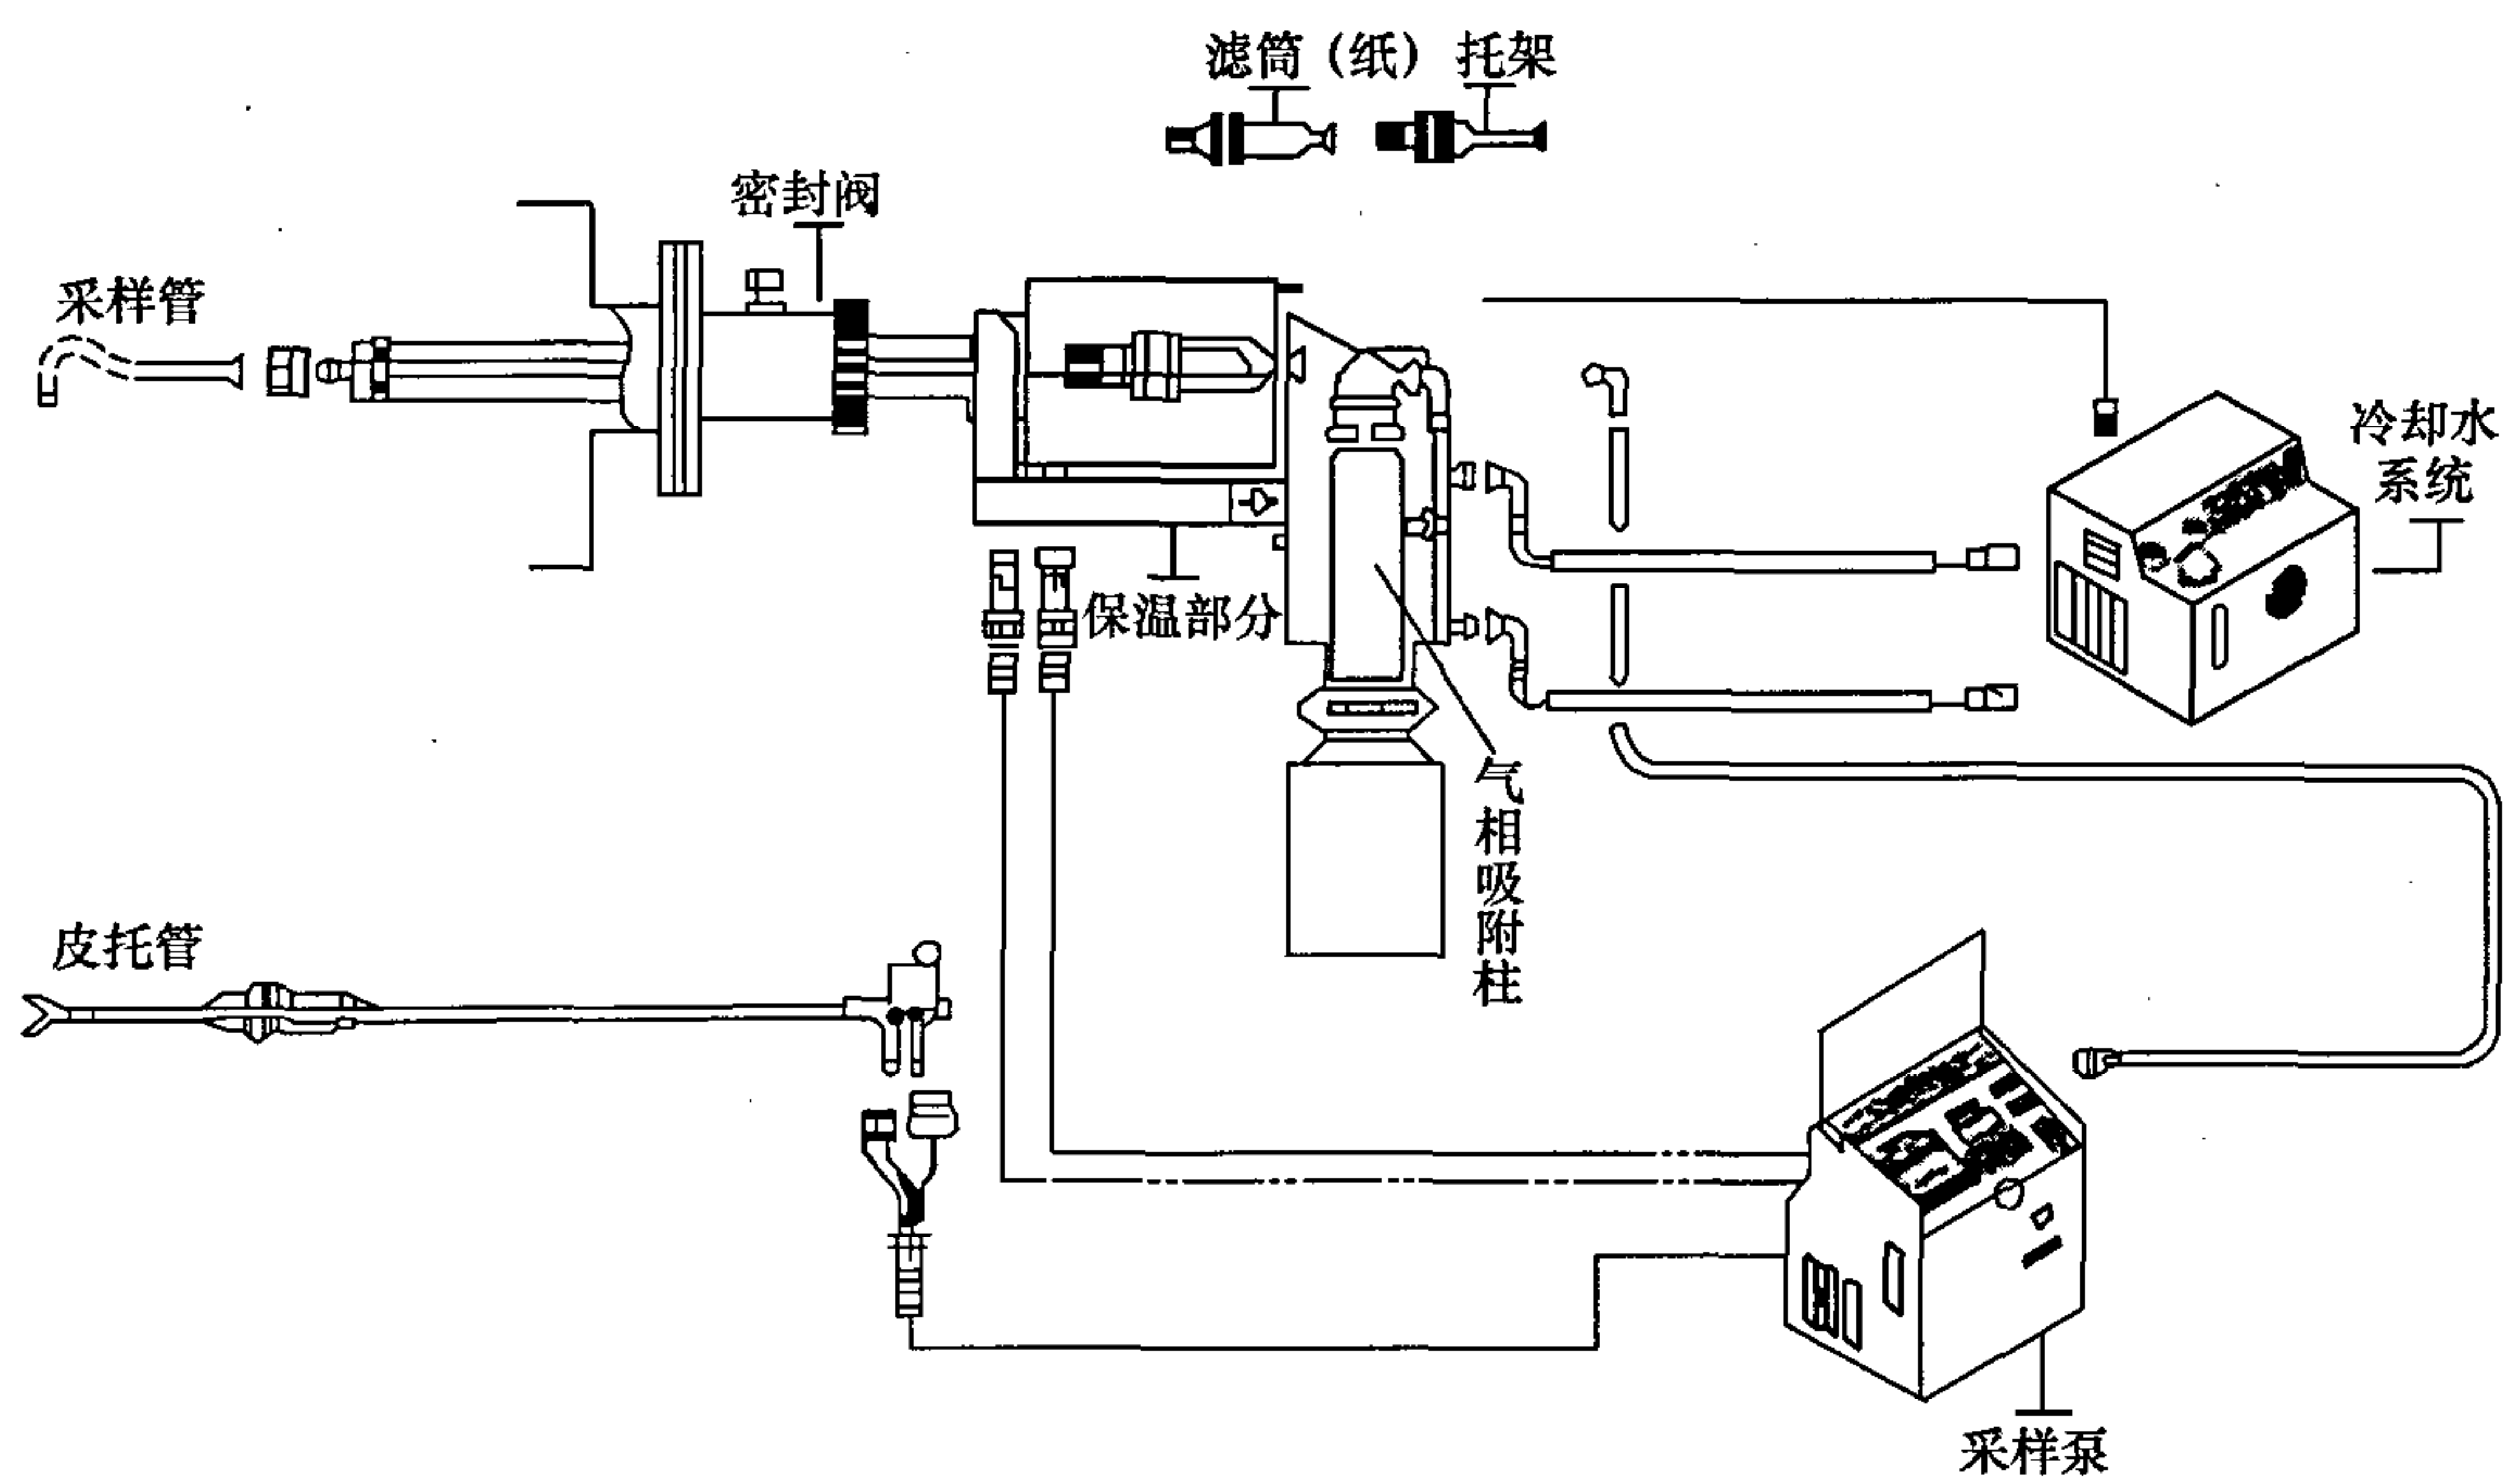 滤筒（纸）托架
密封阀
采样管
冷却水
系统
保温部分
气相吸附柱
皮托管
采样泵